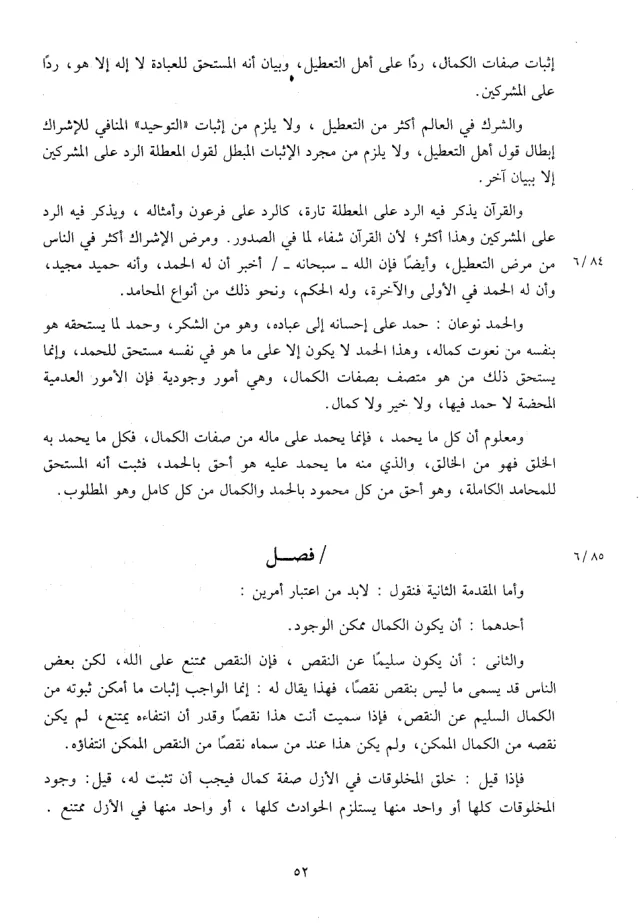 إثبات صفات الكمال، ردًا على أهل التعطيل، وبيان أنه المستحق للعبادة لا إله إلا هو، ردًا
على المشركين.
والشرك في العالم أكثر من التعطيل ، ولا يلزم من إثبات «التوحيد» المنافي للإشراك
إبطال قول أهل التعطيل، ولا يلزم من مجرد الإثبات المبطل لقول المعطلة الرد على المشركين
إلا ببيان آخر.
والقرآن يذكر فيه الرد على المعطلة تارة، كالرد على فرعون وأمثاله ، ويذكر فيه الرد
على المشركين وهذا أكثر؛ لأن القرآن شفاء لما في الصدور. ومرض الإشراك أكثر في الناس
٦/٨٤ من مرض التعطيل، وأيضًا فإن الله ـ سبحانه ـ / أخبر أن له الحمد، وأنه حميد مجيد،
وأن له الحمد في الأولى والآخرة، وله الحكم، ونحو ذلك من أنواع المحامد.
والحمد نوعان : حمد على إحسانه إلى عباده، وهو من الشكر، وحمد لما يستحقه هو
بنفسه من نعوت كماله، وهذا الحمد لا يكون إلا على ما هو في نفسه مستحق للحمد، وإنما
يستحق ذلك من هو متصف بصفات الكمال، وهي أمور وجودية فإن الأمور العدمية
المحضة لا حمد فيها، ولا خير ولا كمال.
ومعلوم أن كل ما يحمد ، فإنما يحمد على ماله من صفات الكمال، فكل ما يحمد به
الخلق فهو من الخالق، والذي منه ما يحمد عليه هو أحق بالحمد، فثبت أنه المستحق
للمحامد الكاملة، وهو أحق من كل محمود بالحمد والكمال من كل كامل وهو المطلوب.
٦/٨٥ / فصـــل
وأما المقدمة الثانية فنقول : لابد من اعتبار أمرين :
أحدهما : أن يكون الكمال ممكن الوجود.
والثانى : أن يكون سليمًا عن النقص ، فإن النقص ممتنع على الله، لكن بعض
الناس قد يسمى ما ليس بنقص نقصًا، فهذا يقال له : إنما الواجب إثبات ما أمكن ثبوته من
الكمال السليم عن النقص، فإذا سميت أنت هذا نقصًا وقدر أن انتفاءه يمتنع، لم يكن
نقصه من الكمال الممكن، ولم يكن هذا عند من سماه نقصًا من النقص الممكن انتفاؤه.
فإذا قيل : خلق المخلوقات في الأزل صفة كمال فيجب أن تثبت له، قيل: وجود
المخلوقات كلها أو واحد منها يستلزم الحوادث كلها ، أو واحد منها في الأزل ممتنع .
٥٢